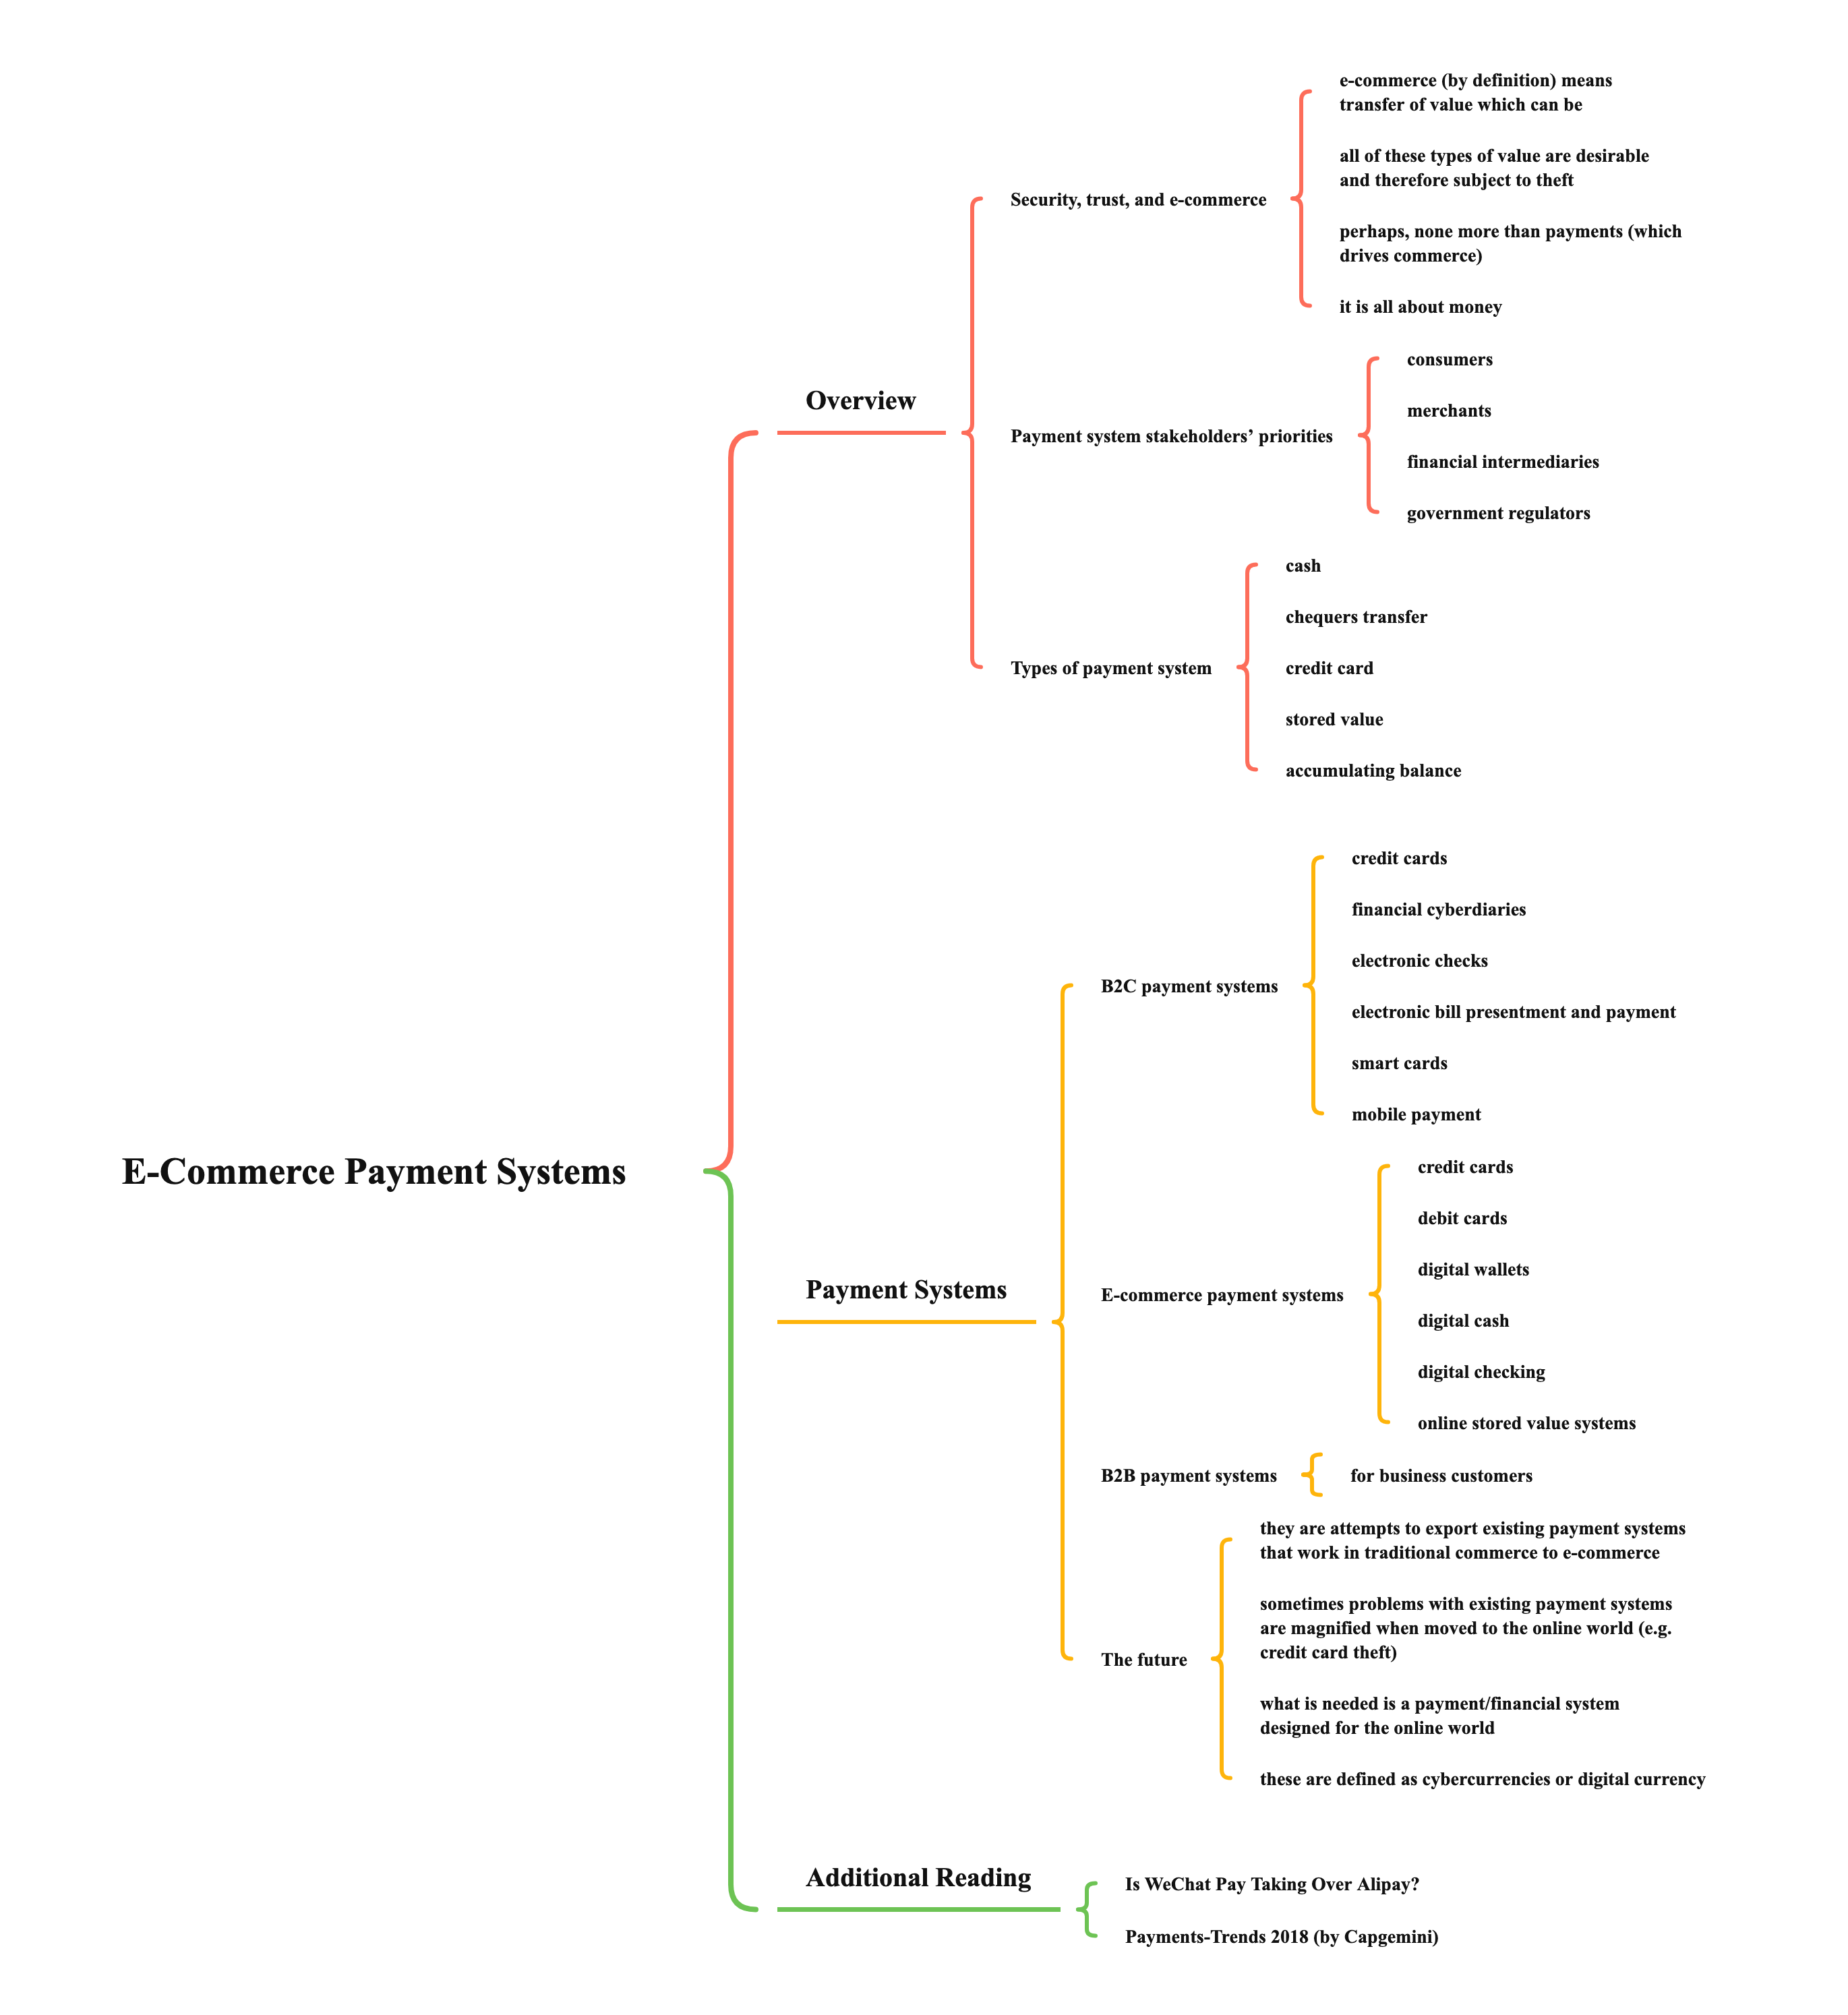 e-commerce (by definition) means
transfer of value which can be
all of these types of value are desirable
and therefore subject to theft
Security, trust, and e-commerce
perhaps, none more than payments (which
drives commerce)
it is all about money
consumers
Overview
merchants
Payment system stakeholders’ priorities
financial intermediaries
government regulators
cash
chequers transfer
Types of payment system
credit card
stored value
accumulating balance
credit cards
financial cyberdiaries
electronic checks
B2C payment systems
electronic bill presentment and payment
smart cards
mobile payment
E-Commerce Payment Systems
credit cards
debit cards
digital wallets
Payment Systems
E-commerce payment systems
digital cash
digital checking
online stored value systems
B2B payment systems
for business customers
they are attempts to export existing payment systems
that work in traditional commerce to e-commerce
sometimes problems with existing payment systems
are magnified when moved to the online world (e.g.
credit card theft)
The future
what is needed is a payment/financial system
designed for the online world
these are defined as cybercurrencies or digital currency
Additional Reading
Is WeChat Pay Taking Over Alipay?
Payments-Trends 2018 (by Capgemini)